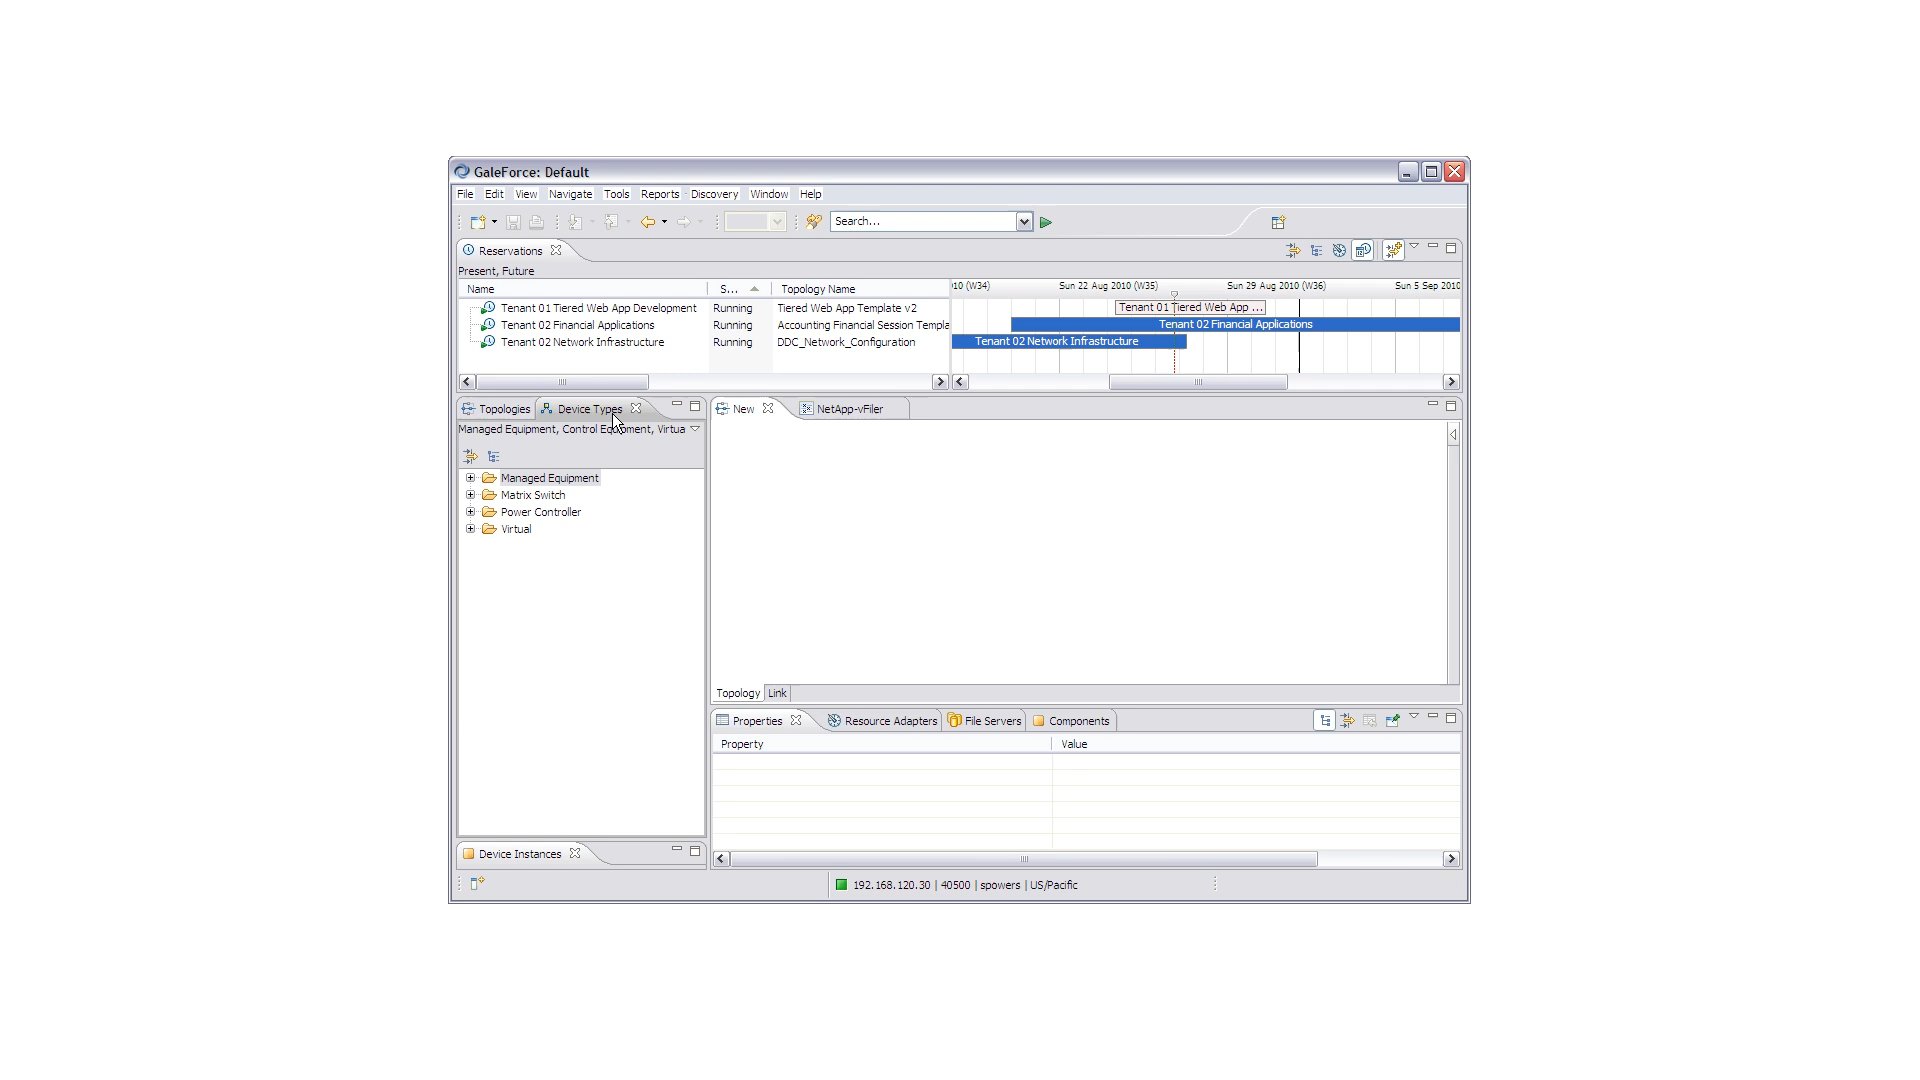 GaleForce: Default
File Edit View Navigate Tools Reports Discovery Window Help
Search...
Reservations
Present, Future
Name S... Topology Name
10 (W34) Sun 22 Aug 2010 (W35) Sun 29 Aug 2010 (W36) Sun 5 Sep 2010
Tenant 01 Tiered Web App Development Running Tiered Web App Template v2 Tenant 01 Tiered Web App ...
Tenant 02 Financial Applications Running Accounting Financial Session Templa Tenant 02 Financial Applications
Tenant 02 Network Infrastructure Running DDC_Network_Configuration Tenant 02 Network Infrastructure
Topologies Device Types
Managed Equipment, Control Equipment, Virtua
Managed Equipment
Matrix Switch
Power Controller
Virtual
New NetApp-vFiler
Topology Link
Properties Resource Adapters File Servers Components
Property Value
Device Instances
192.168.120.30 | 40500 | spowers | US/Pacific